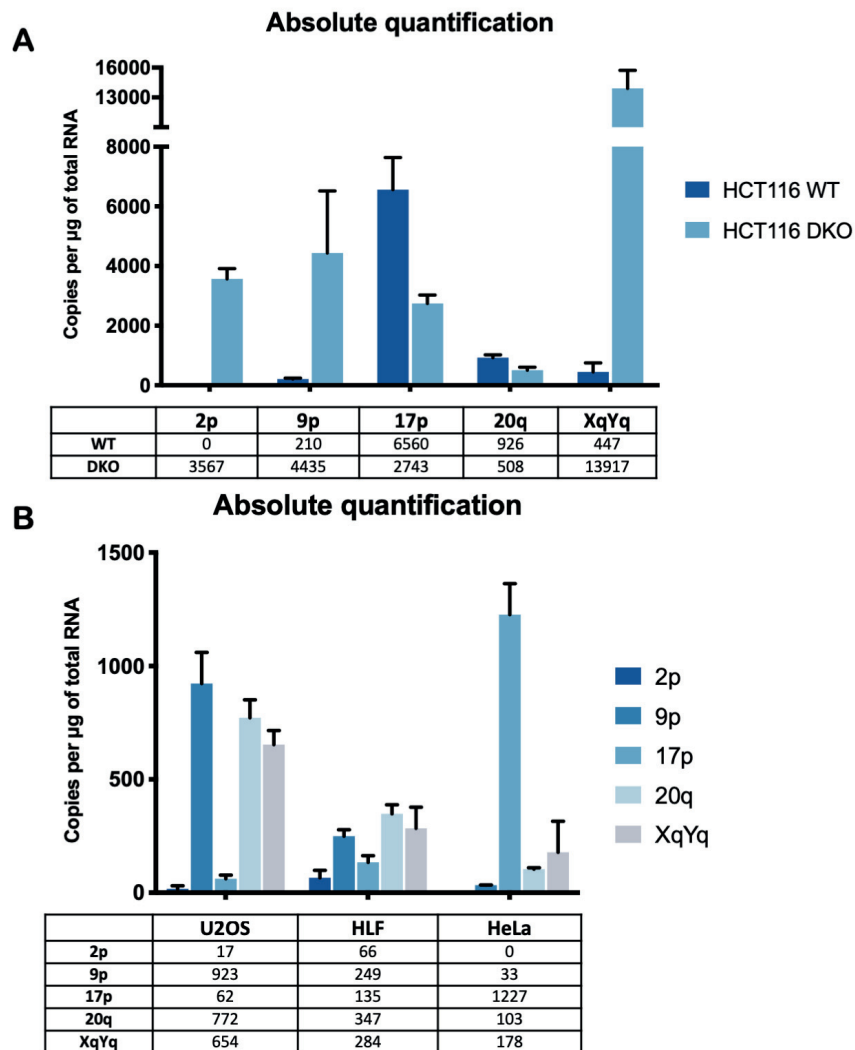 Absolute quantification
A
Copies per µg of total RNA
16000
13000
8000
6000
4000
2000
0
HCT116 WT
HCT116 DKO
2p 9p 17p 20q XqYq
WT 0 210 6560 926 447
DKO 3567 4435 2743 508 13917
Absolute quantification
B
Copies per µg of total RNA
1500
1000
500
0
2p
9p
17p
20q
XqYq
U2OS HLF HeLa
2p 17 66 0
9p 923 249 33
17p 62 135 1227
20q 772 347 103
XqYq 654 284 178